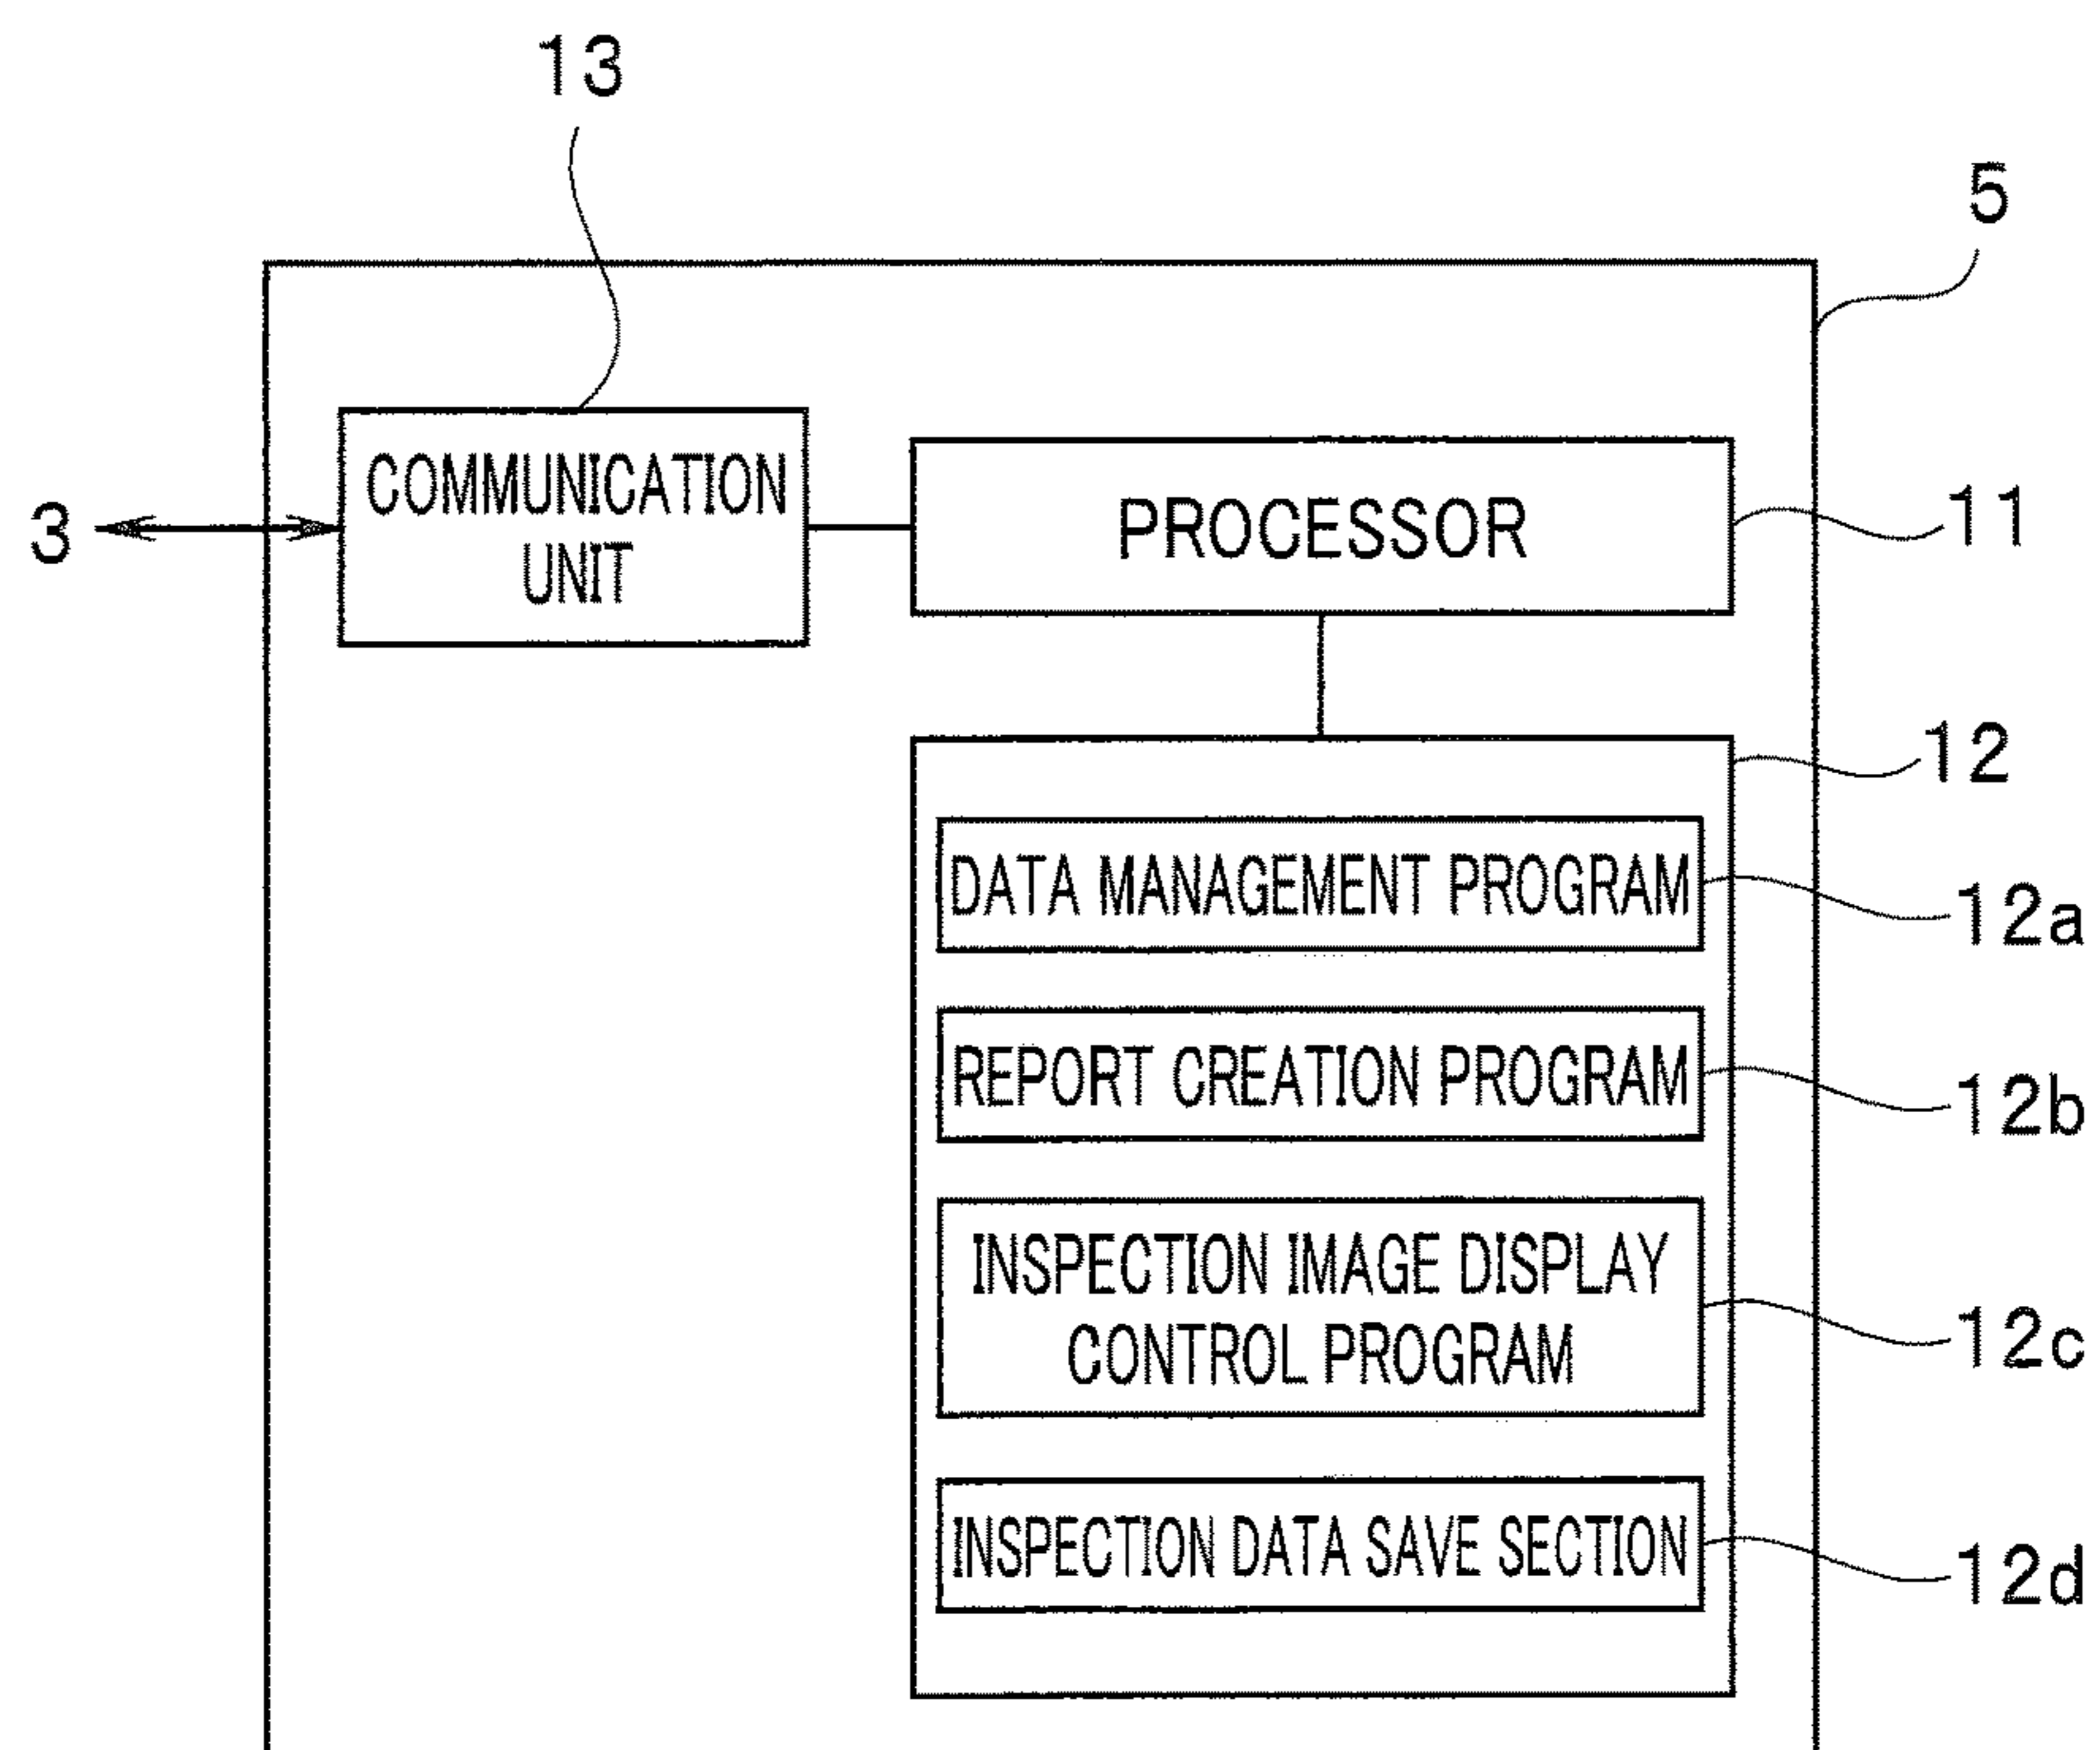 13
5
COMMUNICATION
UNIT
PROCESSOR
11
3
12
DATA MANAGEMENT PROGRAM
12a
REPORT CREATION PROGRAM
12b
INSPECTION IMAGE DISPLAY
CONTROL PROGRAM
12c
INSPECTION DATA SAVE SECTION
12d